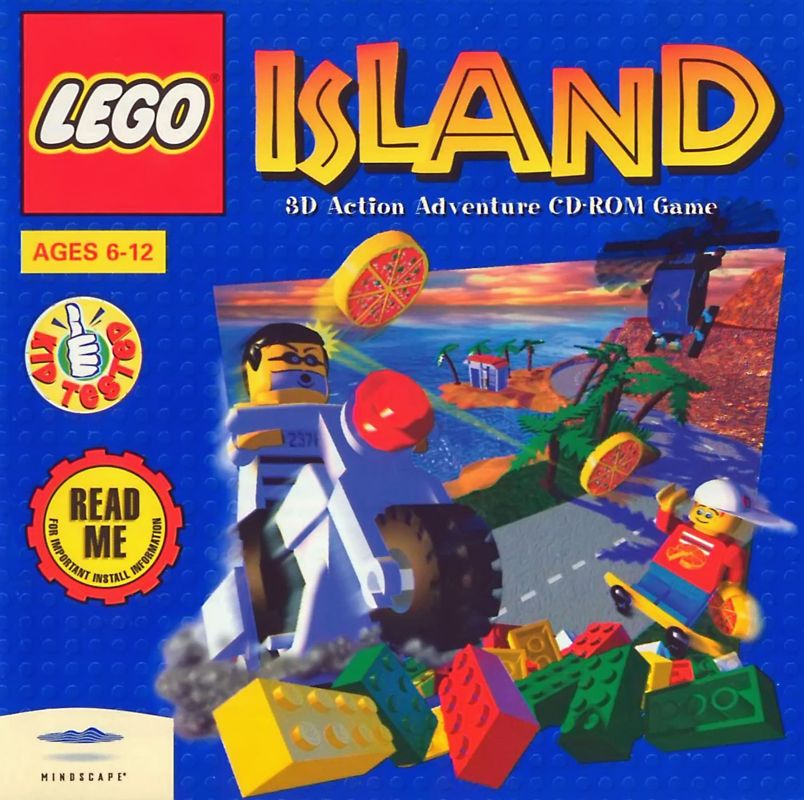 LEGO®
ISLAND
3D Action Adventure CD-ROM Game
AGES 6-12
KID TESTED
READ
ME
FOR IMPORTANT INSTALL INFORMATION
MINDSCAPE®